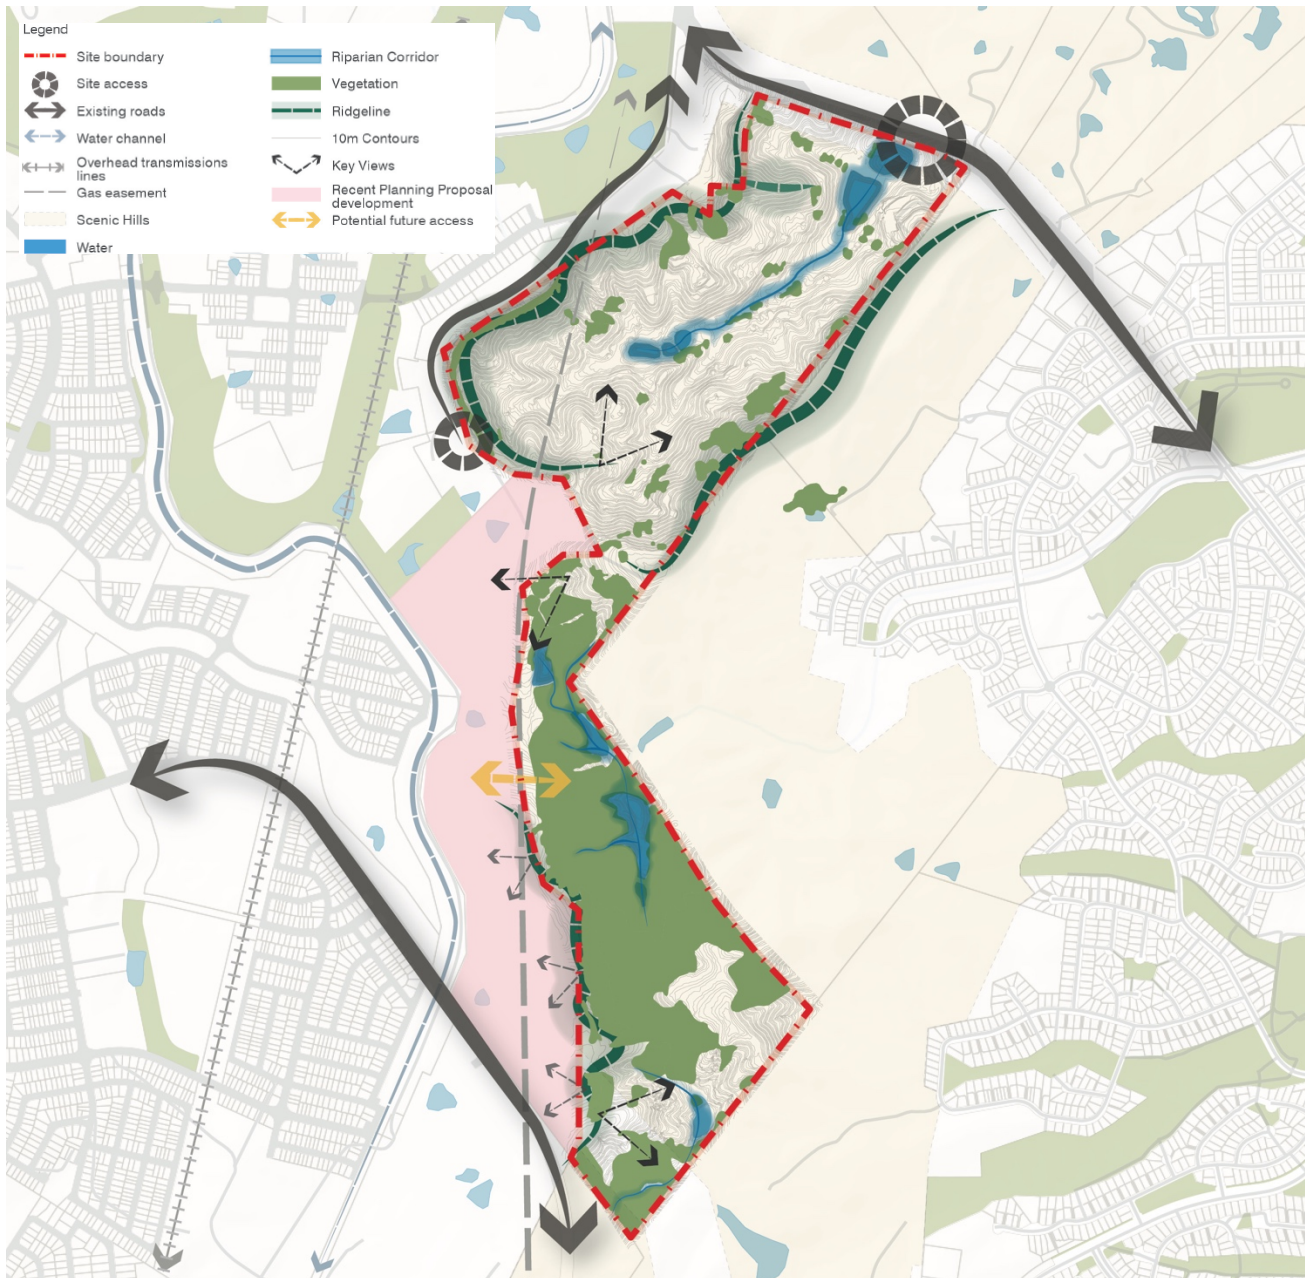 Legend
Site boundary
Site access
Existing roads
Water channel
Overhead transmissions
lines
Gas easement
Scenic Hills
Water
Riparian Corridor
Vegetation
Ridgeline
10m Contours
Key Views
Recent Planning Proposal
development
Potential future access